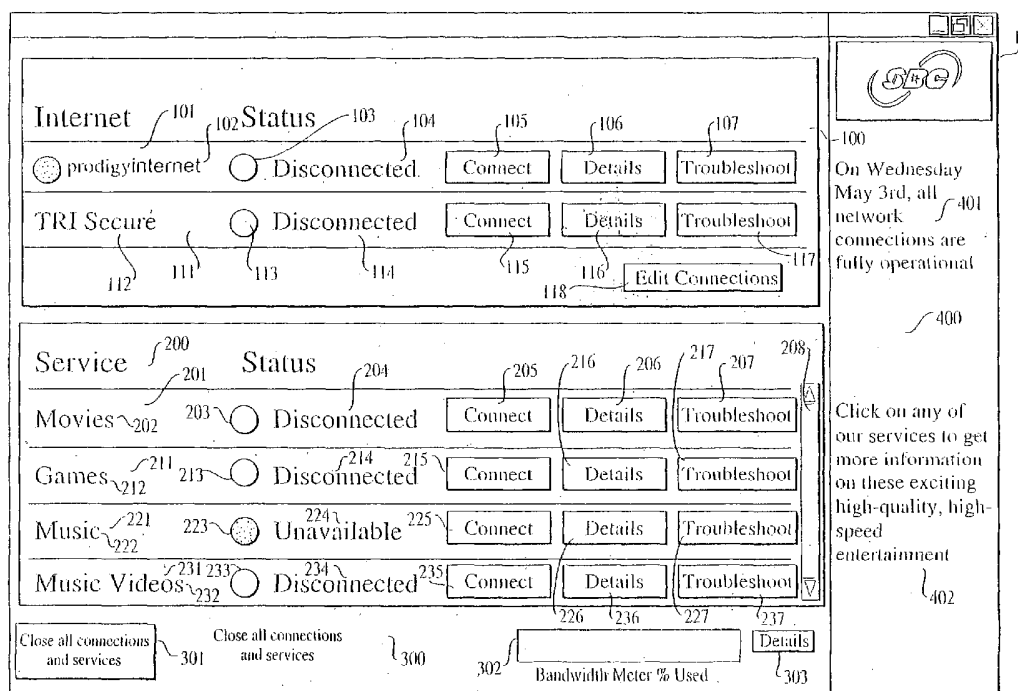 SBC
Internet 101 Status 103 104 105 106 107
100
prodigyinternet 102 Disconnected Connect Details Troubleshoot
TRI Secure Disconnected Connect Details Troubleshoot
112 111 113 114 115 116 117
118 Edit Connections
On Wednesday
May 3rd, all
network 401
connections are
fully operational
400
Service 200 Status
201 204 205 216 206 217 207 208
Movies 202 203 Disconnected Connect Details Troubleshoot
Games 211 212 213 Disconnected 214 215 Connect Details Troubleshoot
Music 221 222 223 Unavailable 224 225 Connect Details Troubleshoot
Music Videos 231 232 233 Disconnected 234 235 Connect Details Troubleshoot
226 236 227 237
Click on any of
our services to get
more information
on these exciting
high-quality, high-
speed
entertainment
402
Close all connections
and services
301
Close all connections
and services
300
302
Bandwidth Meter % Used
Details
303